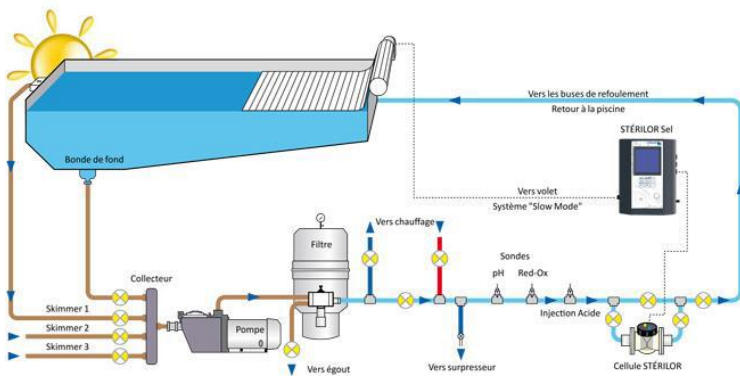 Vers les buses de refoulement
Retour à la piscine
STÉRILOR Sel
Bonde de fond
Vers volet
Système "Slow Mode"
Vers chauffage
Filtre
Collecteur
Sondes
pH
Red-Ox
Skimmer 1
Skimmer 2
Skimmer 3
Pompe
Injection Acide
Vers égout
Vers surpresseur
Cellule STÉRILOR